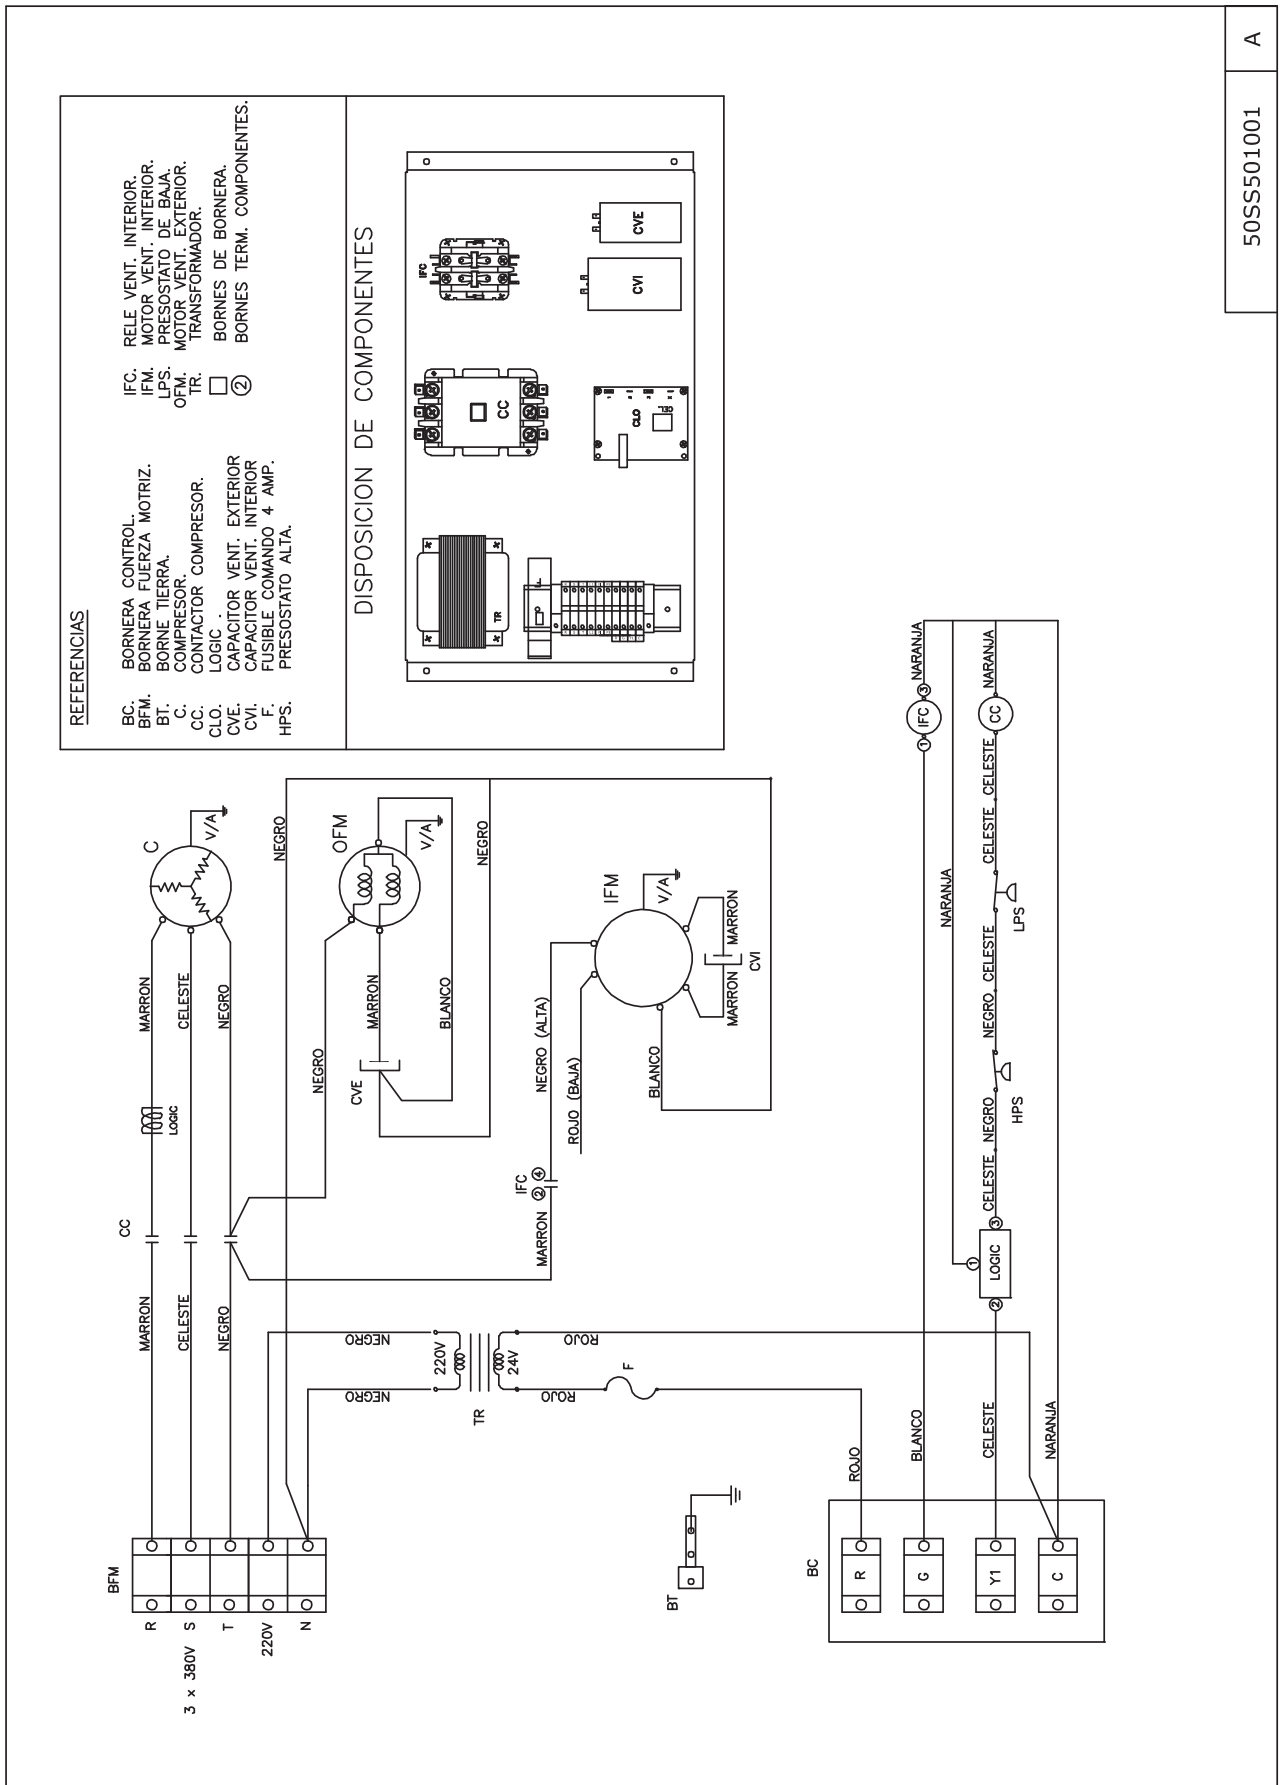 REFERENCIAS
BC. BORNERA CONTROL.
BFM. BORNERA FUERZA MOTRIZ.
BT. BORNE TIERRA.
C. COMPRESOR.
CC. CONTACTOR COMPRESOR.
CLO. LOGIC .
CVE. CAPACITOR VENT. EXTERIOR
CVI. CAPACITOR VENT. INTERIOR
F. FUSIBLE COMANDO 4 AMP.
HPS. PRESOSTATO ALTA.
IFC. RELE VENT. INTERIOR.
IFM. MOTOR VENT. INTERIOR.
LPS. PRESOSTATO DE BAJA.
OFM. MOTOR VENT. EXTERIOR.
TR. TRANSFORMADOR.
BORNES DE BORNERA.
2 BORNES TERM. COMPONENTES.
DISPOSICION DE COMPONENTES
TR
F
CC
IFC
CLO
CEL
CVI
CVE
BFM
R
S
T
3 x 380V
220V
N
MARRON
CELESTE
NEGRO
CC
LOGIC
MARRON
CELESTE
NEGRO
C
V/A
NEGRO
NEGRO
CVE
MARRON
BLANCO
OFM
V/A
NEGRO
MARRON
IFC
2 4
NEGRO (ALTA)
ROJO (BAJA)
BLANCO
IFM
V/A
MARRON MARRON
CVI
NEGRO
NEGRO
220V
24V
TR
ROJO
ROJO
F
BT
BC
R
G
Y1
C
ROJO
BLANCO
CELESTE
NARANJA
2
LOGIC
1
3
CELESTE NEGRO
HPS
NEGRO CELESTE
LPS
CELESTE CELESTE
CC
NARANJA
NARANJA
1
IFC
3
NARANJA
50SS501001
A